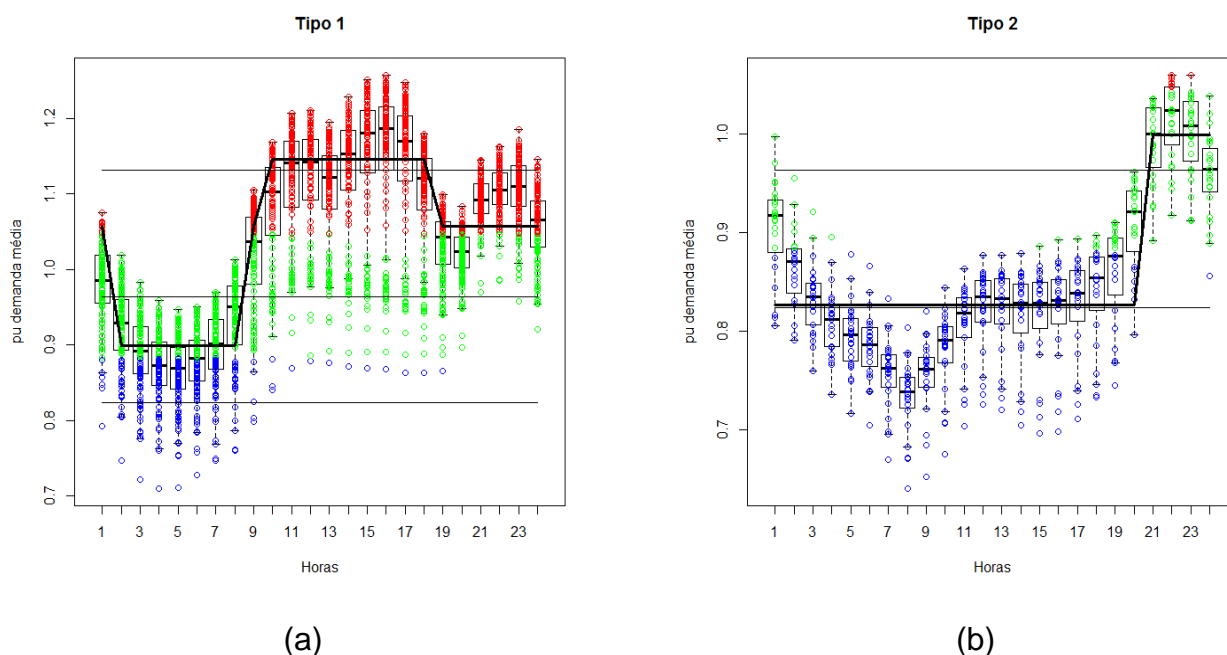 Tipo 1
pu demanda média
1.2
1.1
1.0
0.9
0.8
0.7
1 3 5 7 9 11 13 15 17 19 21 23
Horas
(a)
Tipo 2
pu demanda média
1.0
0.9
0.8
0.7
1 3 5 7 9 11 13 15 17 19 21 23
Horas
(b)